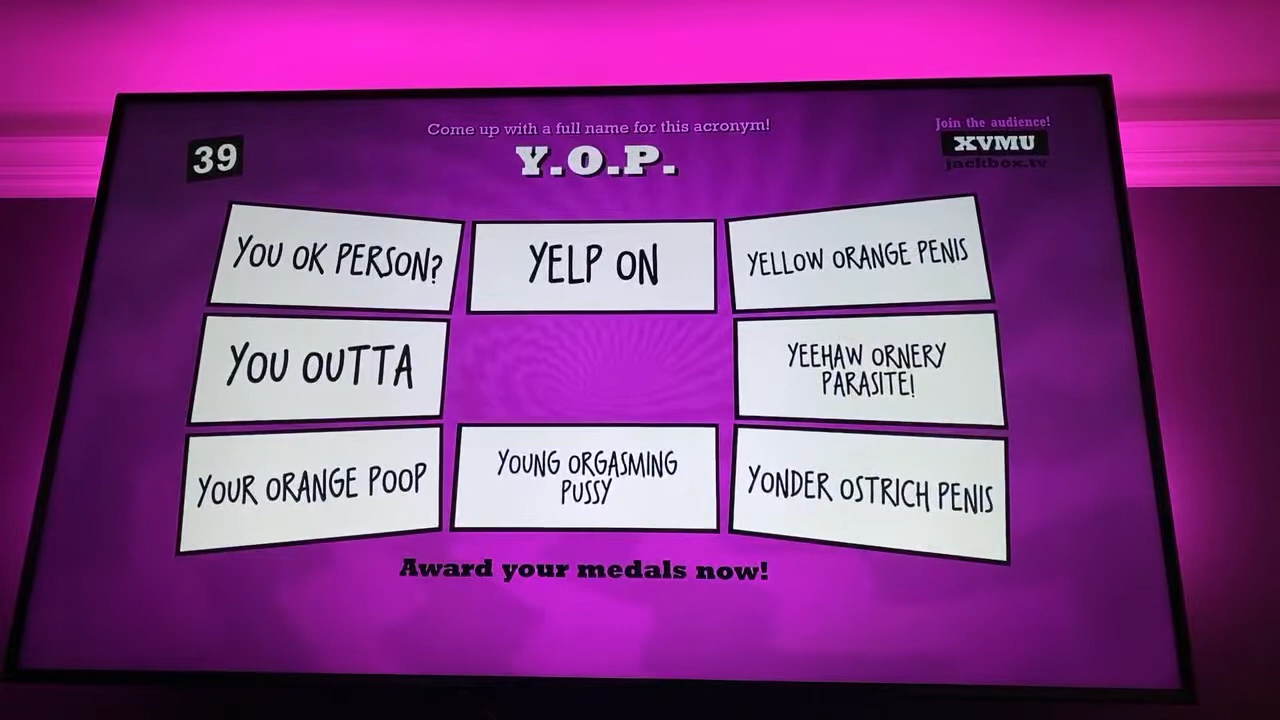 Come up with a full name for this acronym!
Y.O.P.
39
Join the audience!
XVMU
jackbox.tv
YOU OK PERSON?
YELP ON
YELLOW ORANGE PENIS
YOU OUTTA
YEEHAW ORNERY
PARASITE!
YOUR ORANGE POOP
YOUNG ORGASMING
PUSSY
YONDER OSTRICH PENIS
Award your medals now!